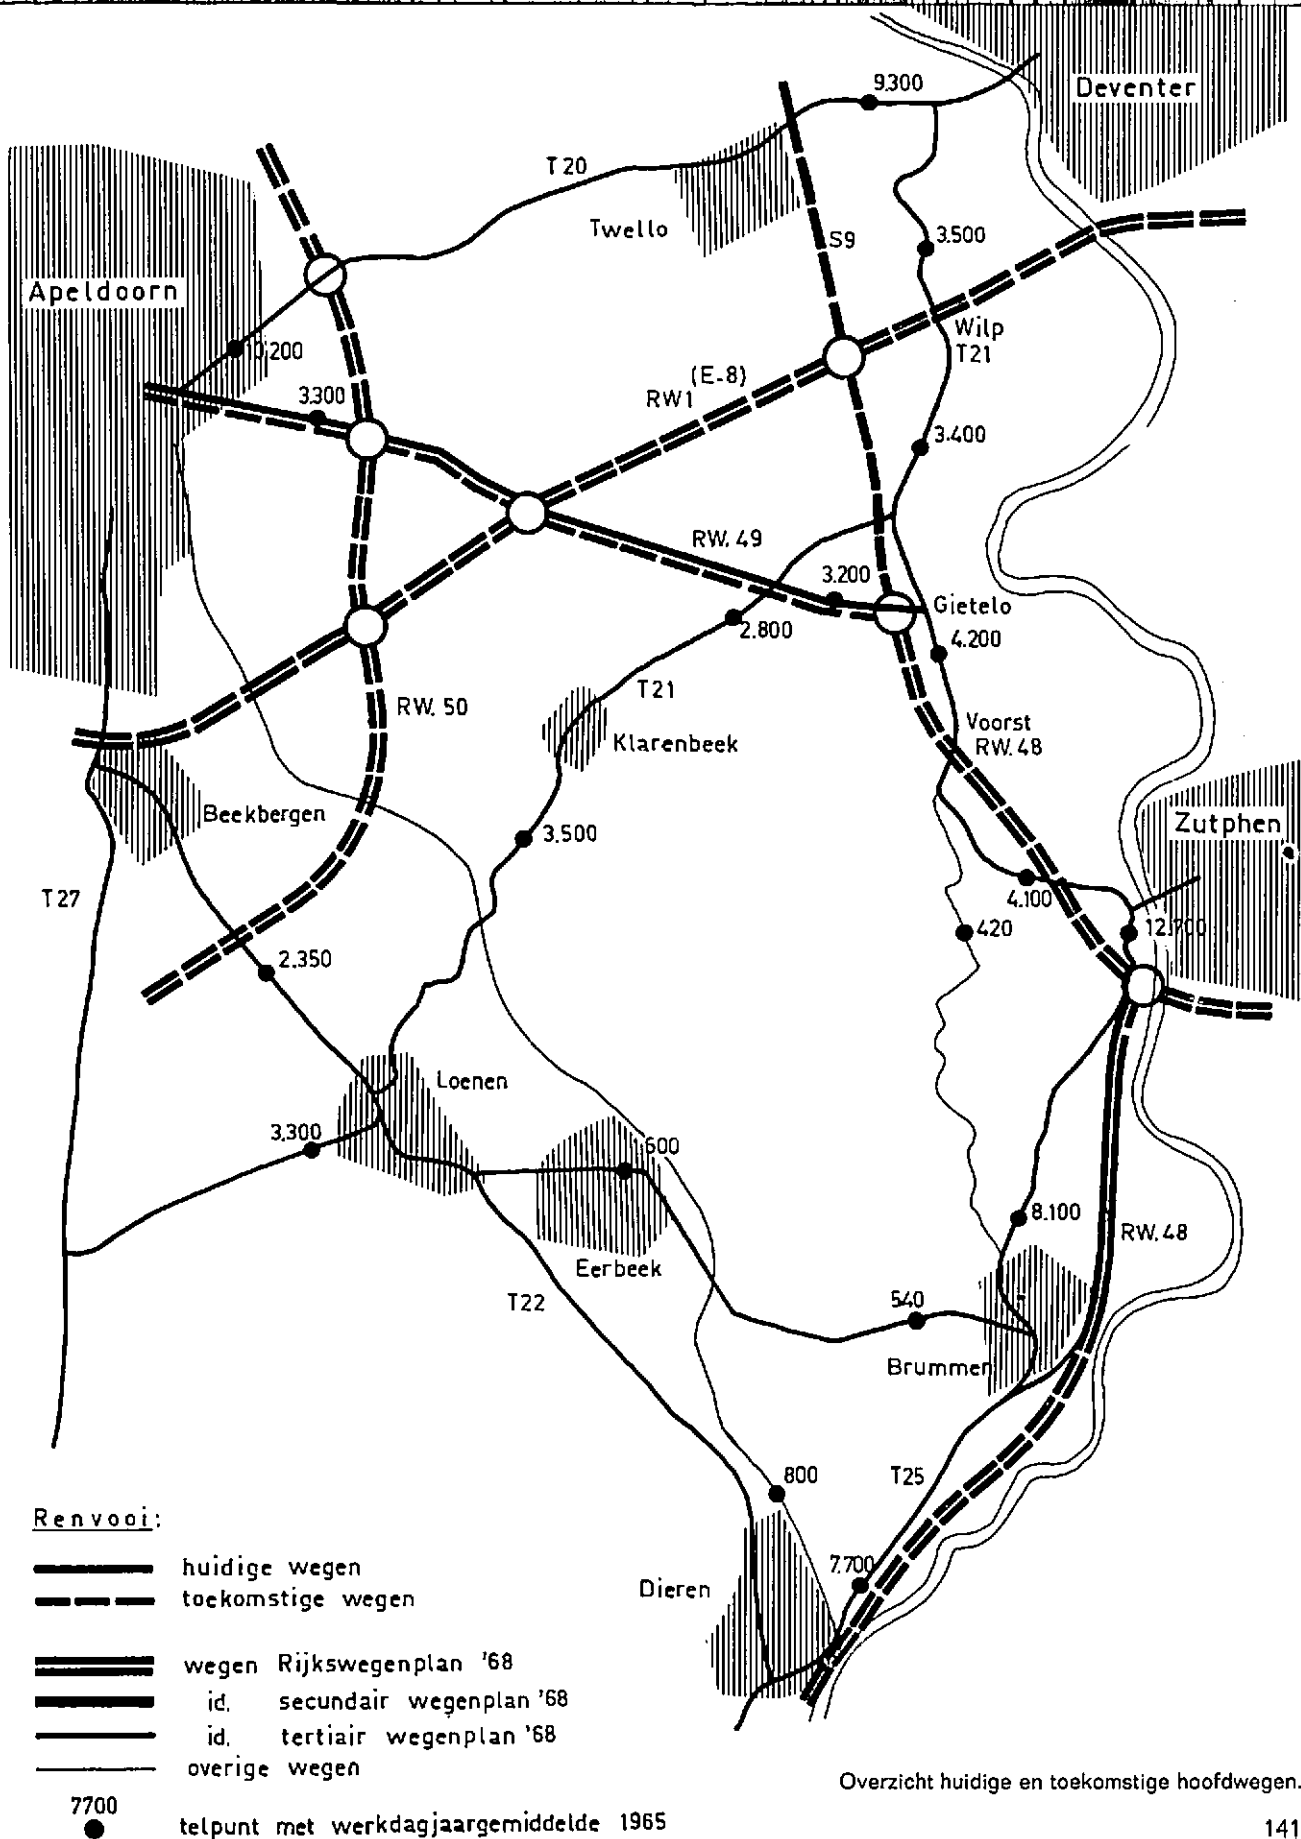 9.300
Deventer
T20
Twello
3.500
S9
Apeldoorn
Wilp
T21
10.200
(E-8)
RW1
3.300
3.400
RW. 49
3.200
Gietelo
2.800
4.200
T21
RW. 50
Voorst
RW. 48
Klarenbeek
Beekbergen
Zutphen
3.500
T27
4.100
420
12.700
2.350
Loenen
3.300
600
8.100
RW. 48
Eerbeek
T22
540
Brummen
800
T25
7.700
Dieren
Renvooi:
huidige wegen
toekomstige wegen
wegen Rijkswegenplan '68
id. secundair wegenplan '68
id. tertiair wegenplan '68
overige wegen
7700
telpunt met werkdagjaargemiddelde 1965
Overzicht huidige en toekomstige hoofdwegen.
141